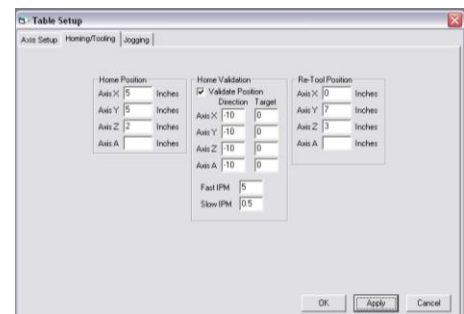 Table Setup
Axis Setup Homing/Tooling Jogging
Home Position
Axis X 5 Inches
Axis Y 5 Inches
Axis Z 2 Inches
Axis A Inches
Home Validation
Validate Position
Direction Target
Axis X -10 0
Axis Y -10 0
Axis Z -10 0
Axis A -10 0
Fast IPM 5
Slow IPM 0.5
Re-Tool Position
Axis X 0 Inches
Axis Y 7 Inches
Axis Z 3 Inches
Axis A Inches
OK Apply Cancel